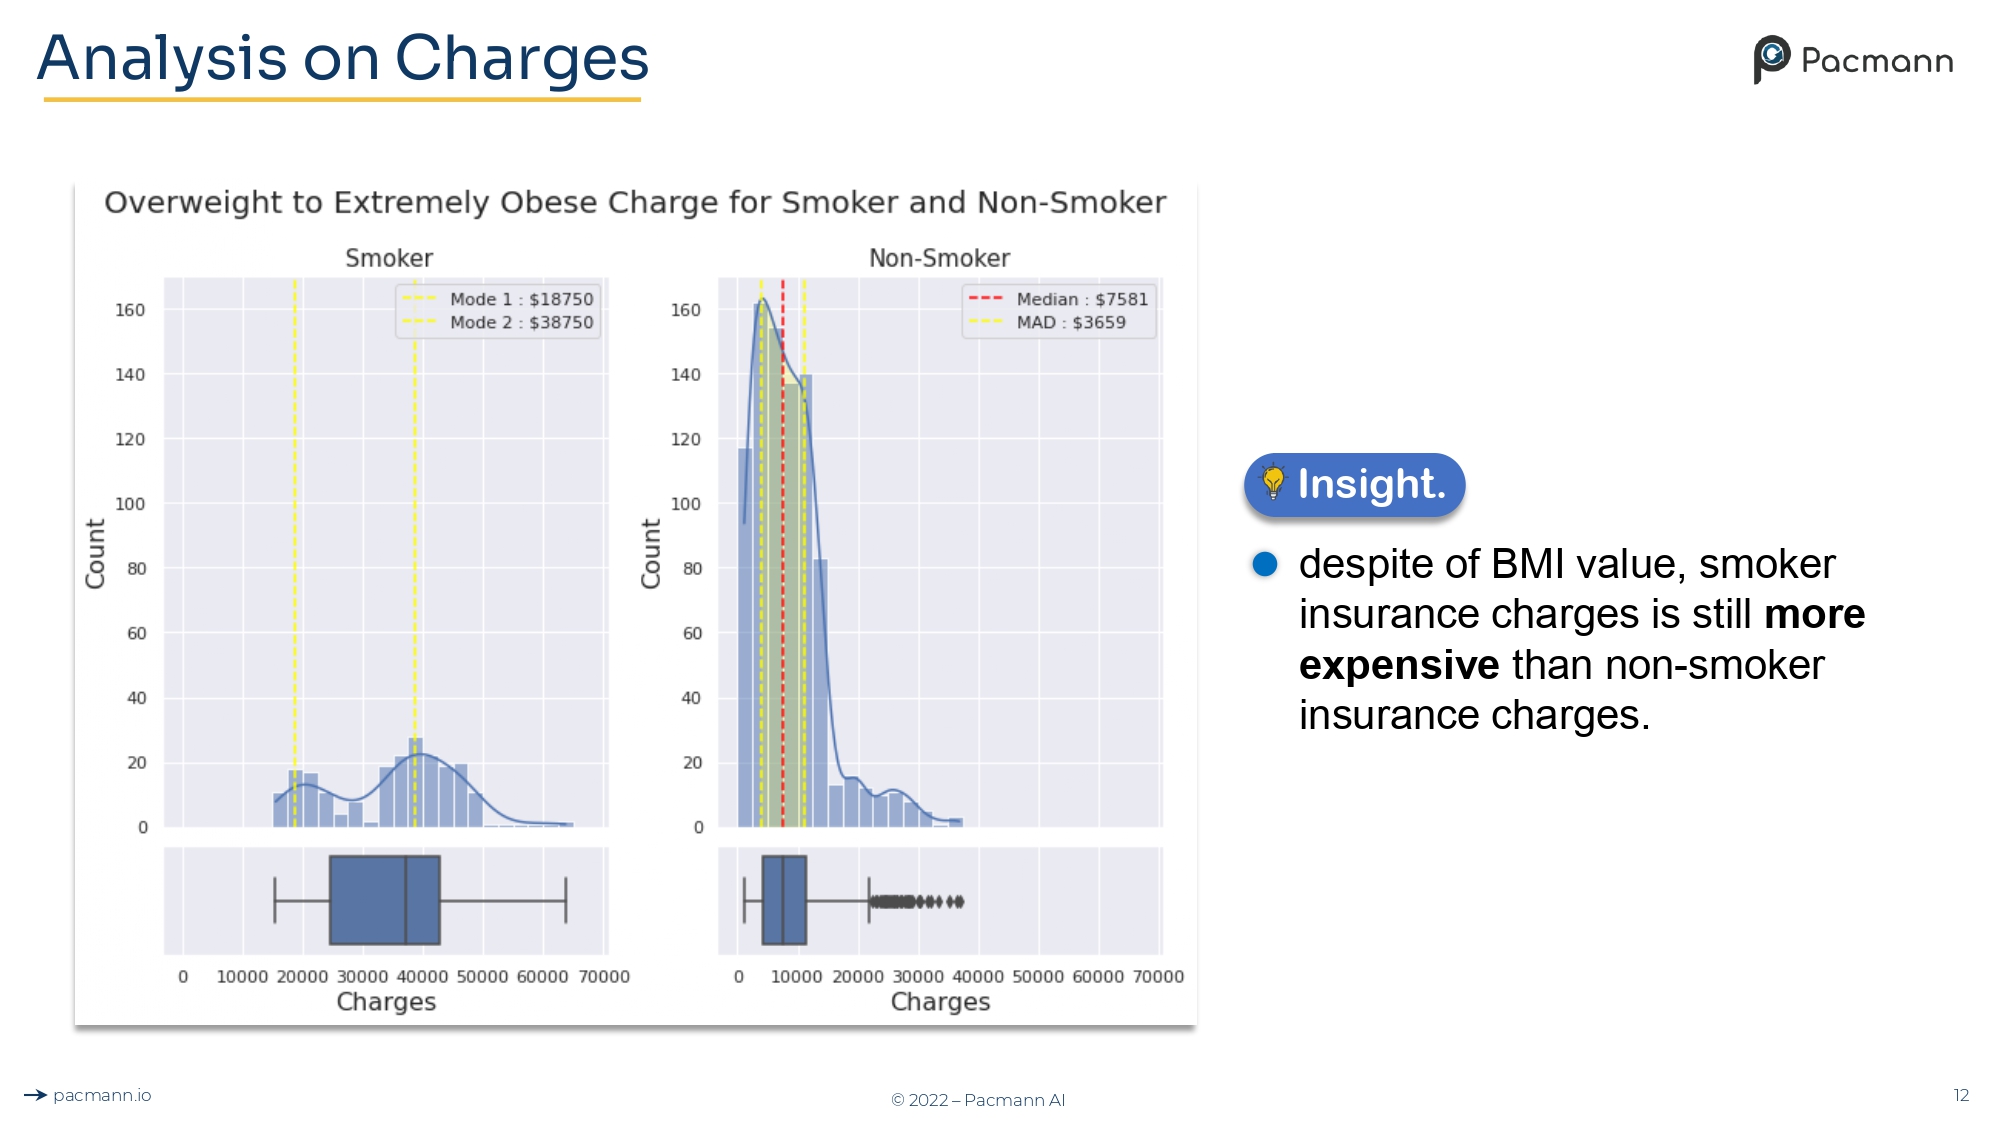 Analysis on Charges
Pacmann
Overweight to Extremely Obese Charge for Smoker and Non-Smoker
Smoker
Mode 1 : $18750
Mode 2 : $38750
160
140
120
100
80
60
40
20
0
Count
0 10000 20000 30000 40000 50000 60000 70000
Charges
Non-Smoker
Median : $7581
MAD : $3659
160
140
120
100
80
60
40
20
0
Count
0 10000 20000 30000 40000 50000 60000 70000
Charges
Insight.
despite of BMI value, smoker
insurance charges is still more
expensive than non-smoker
insurance charges.
pacmann.io
© 2022 – Pacmann AI
12